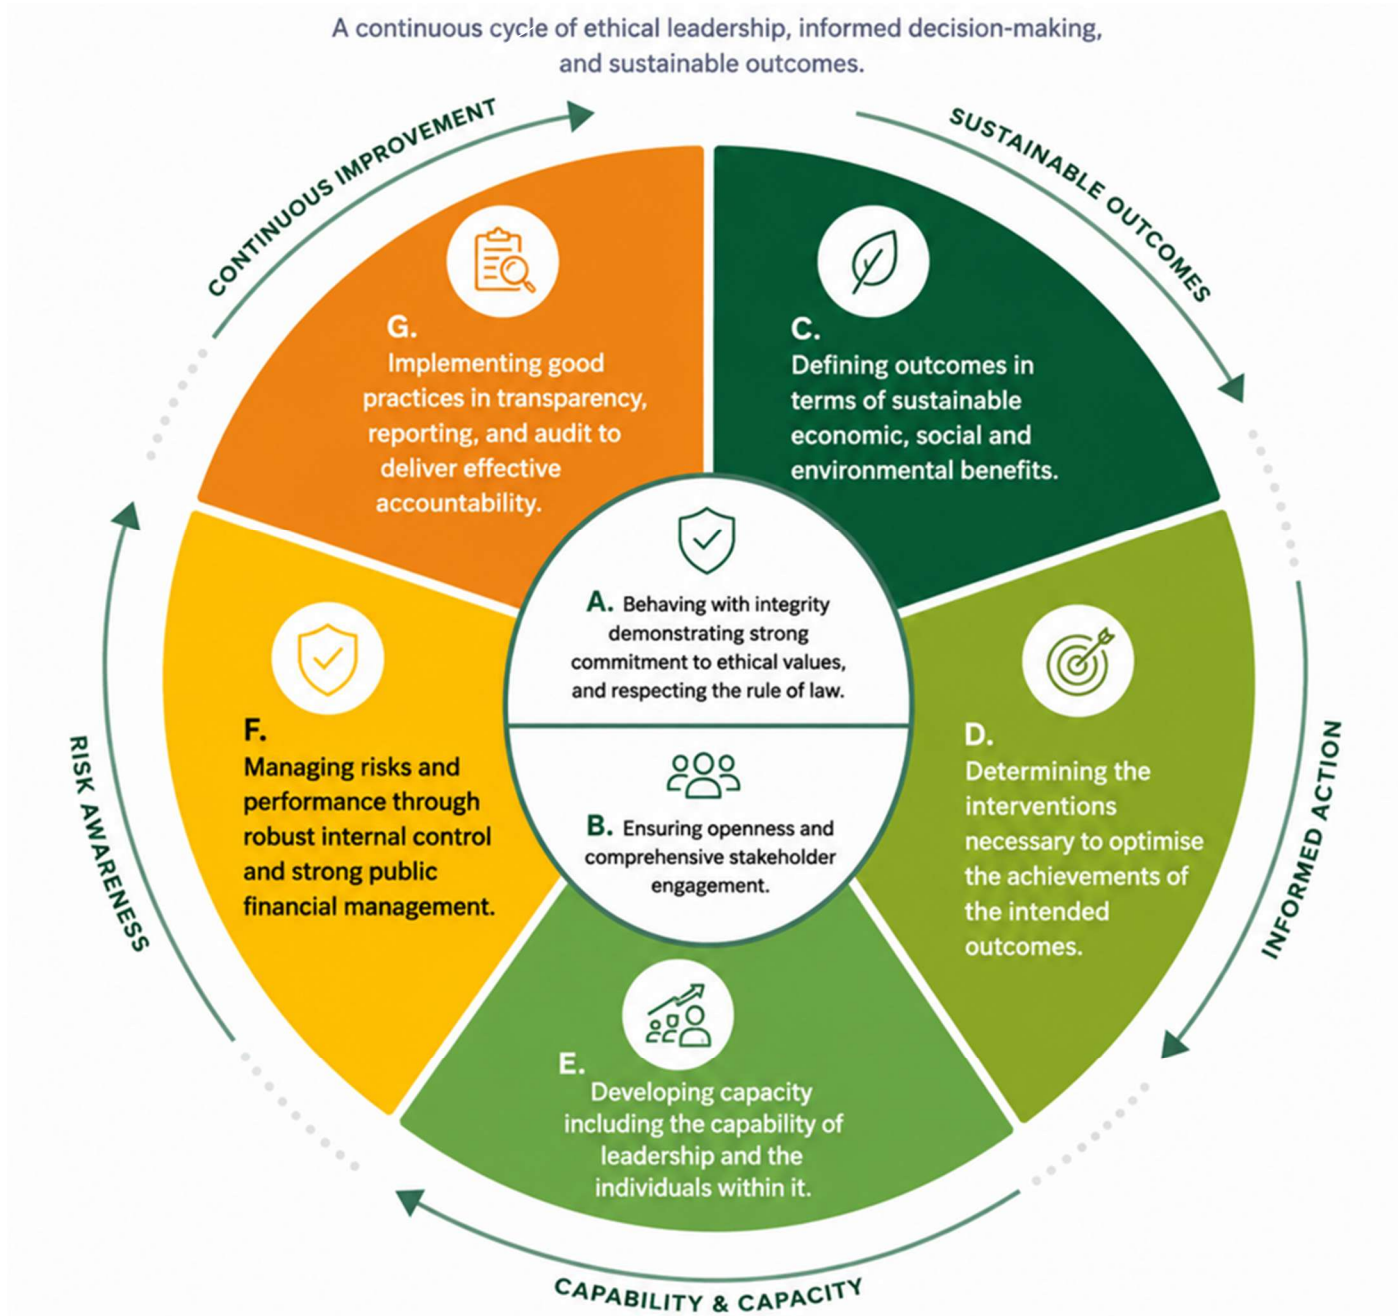 A continuous cycle of ethical leadership, informed decision-making,
and sustainable outcomes.
CONTINUOUS IMPROVEMENT
SUSTAINABLE OUTCOMES
G.
Implementing good
practices in transparency,
reporting, and audit to
deliver effective
accountability.
C.
Defining outcomes in
terms of sustainable
economic, social and
environmental benefits.
A. Behaving with integrity
demonstrating strong
commitment to ethical values,
and respecting the rule of law.
B. Ensuring openness and
comprehensive stakeholder
engagement.
F.
Managing risks and
performance through
robust internal control
and strong public
financial management.
D.
Determining the
interventions
necessary to optimise
the achievements of
the intended
outcomes.
RISK AWARENESS
INFORMED ACTION
E.
Developing capacity
including the capability of
leadership and the
individuals within it.
CAPABILITY & CAPACITY